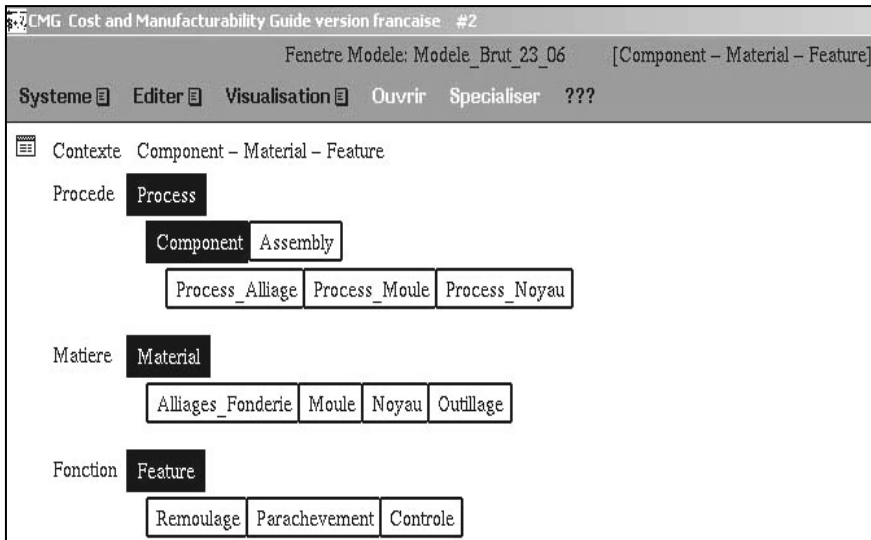 CMG Cost and Manufacturability Guide version francaise #2
Fenetre Modele: Modele_Brut_23_06 [Component – Material – Feature]
Systeme Editer Visualisation Ouvrir Specialiser ???
Contexte Component – Material – Feature
Procede Process
Component Assembly
Process_Alliage Process_Moule Process_Noyau
Matiere Material
Alliages_Fonderie Moule Noyau Outillage
Fonction Feature
Remoulage Parachevement Controle